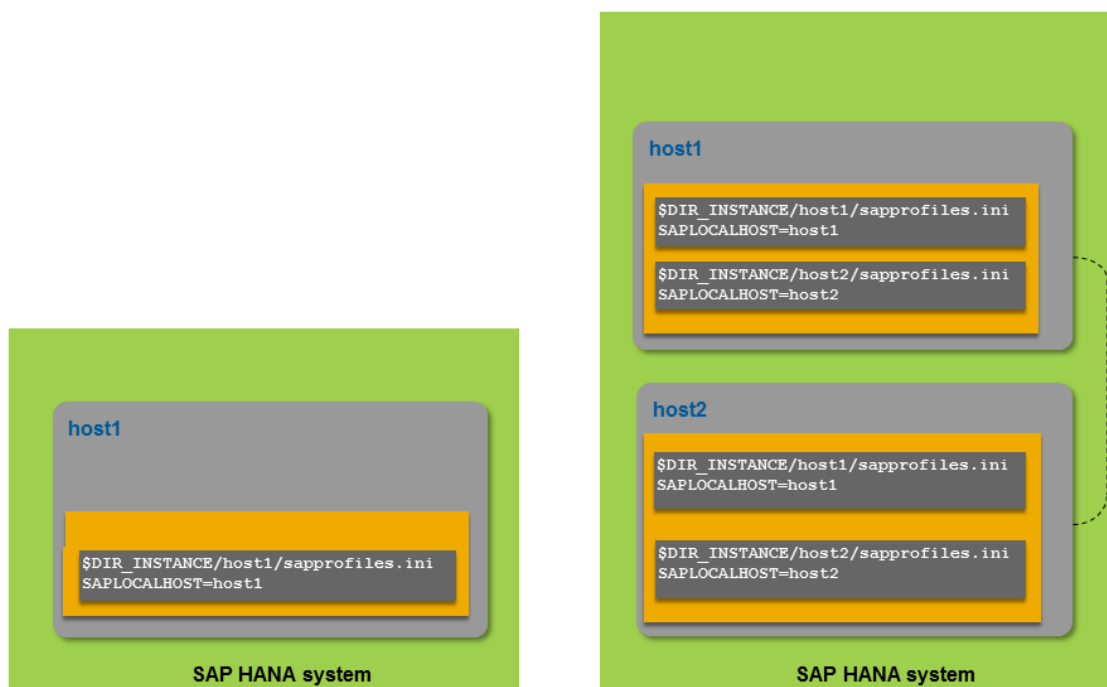 host1
$DIR_INSTANCE/host1/sapprofiles.ini
SAPLOCALHOST=host1
SAP HANA system
host1
$DIR_INSTANCE/host1/sapprofiles.ini
SAPLOCALHOST=host1
$DIR_INSTANCE/host2/sapprofiles.ini
SAPLOCALHOST=host2
host2
$DIR_INSTANCE/host1/sapprofiles.ini
SAPLOCALHOST=host1
$DIR_INSTANCE/host2/sapprofiles.ini
SAPLOCALHOST=host2
SAP HANA system